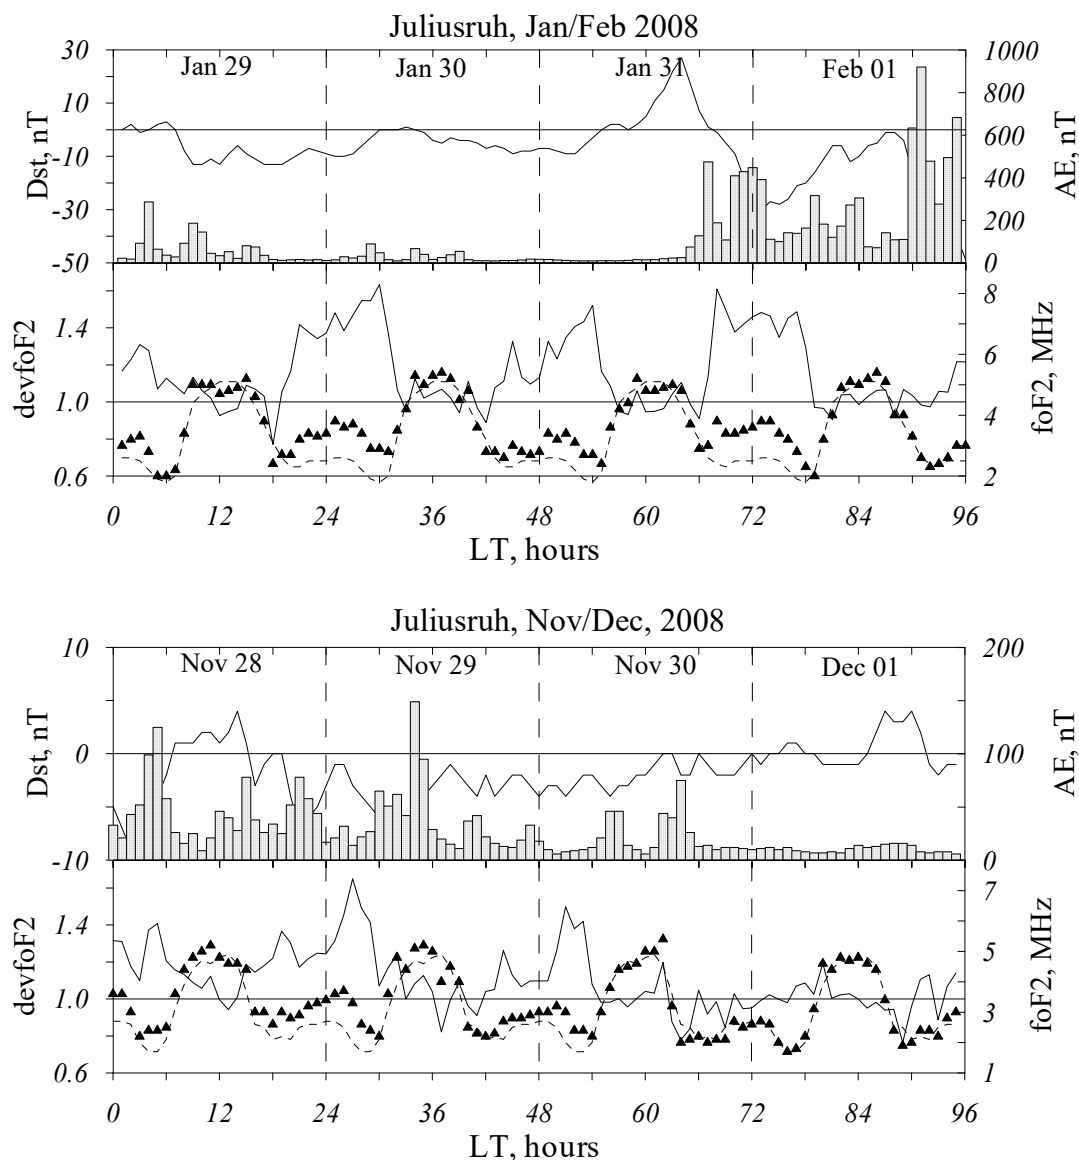 Juliusruh, Jan/Feb 2008
30
10
-10
-30
-50
Dst, nT
Jan 29
Jan 30
Jan 31
Feb 01
1000
800
600
400
200
0
AE, nT
1.4
1.0
0.6
devfoF2
8
6
4
2
foF2, MHz
0 12 24 36 48 60 72 84 96
LT, hours
Juliusruh, Nov/Dec, 2008
10
0
-10
Dst, nT
Nov 28
Nov 29
Nov 30
Dec 01
200
100
0
AE, nT
1.4
1.0
0.6
devfoF2
7
5
3
1
foF2, MHz
0 12 24 36 48 60 72 84 96
LT, hours